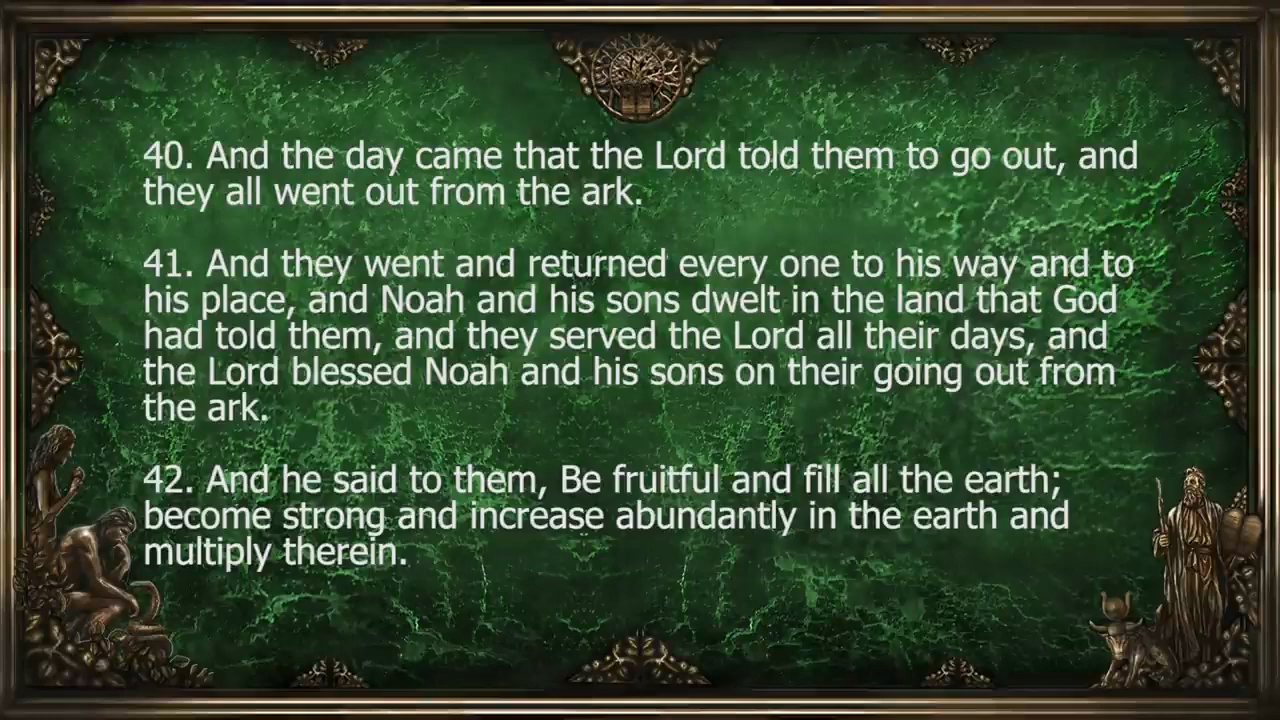 40. And the day came that the Lord told them to go out, and
they all went out from the ark.
41. And they went and returned every one to his way and to
his place, and Noah and his sons dwelt in the land that God
had told them, and they served the Lord all their days, and
the Lord blessed Noah and his sons on their going out from
the ark.
42. And he said to them, Be fruitful and fill all the earth;
become strong and increase abundantly in the earth and
multiply therein.